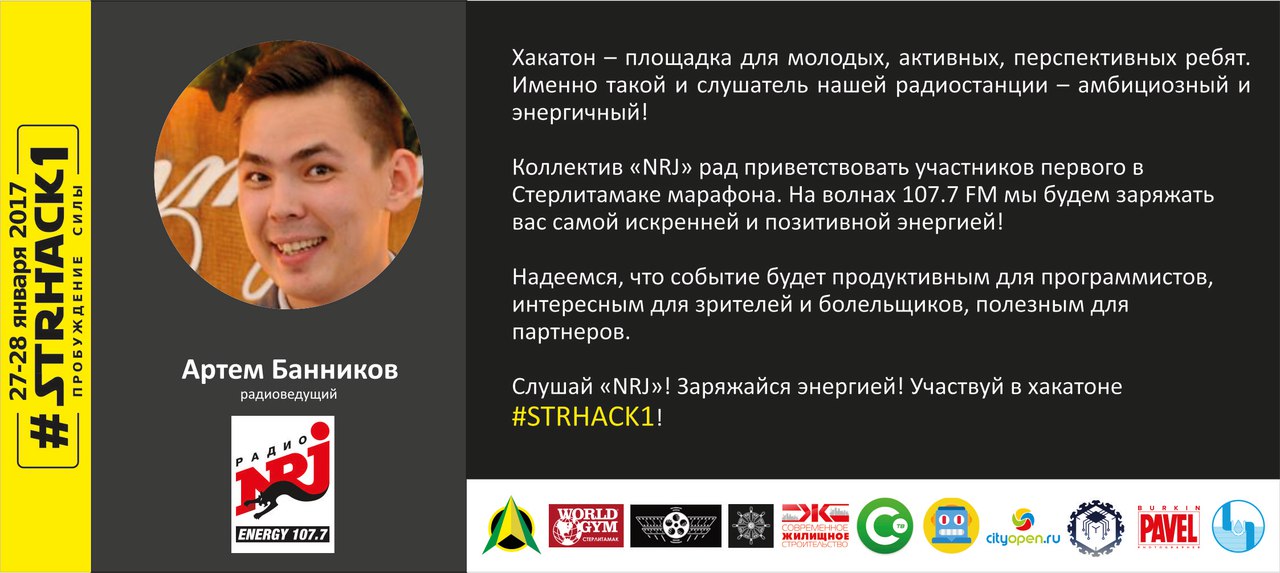 27-28 января 2017
#STRHACK1
ПРОБУЖДЕНИЕ СИЛЫ
Артем Банников
радиоведущий
РАДИО
NRJ
ENERGY 107.7
Хакатон – площадка для молодых, активных, перспективных ребят.
Именно такой и слушатель нашей радиостанции – амбициозный и
энергичный!
Коллектив «NRJ» рад приветствовать участников первого в
Стерлитамаке марафона. На волнах 107.7 FM мы будем заряжать
вас самой искренней и позитивной энергией!
Надеемся, что событие будет продуктивным для программистов,
интересным для зрителей и болельщиков, полезным для
партнеров.
Слушай «NRJ»! Заряжайся энергией! Участвуй в хакатоне
#STRHACK1!
WORLD
GYM
СТЕРЛИТАМАК
СЖС
СОВРЕМЕННОЕ
ЖИЛИЩНОЕ
СТРОИТЕЛЬСТВО
С ТВ
cityopen.ru
BURKIN
PAVEL
PHOTOGRAPHER